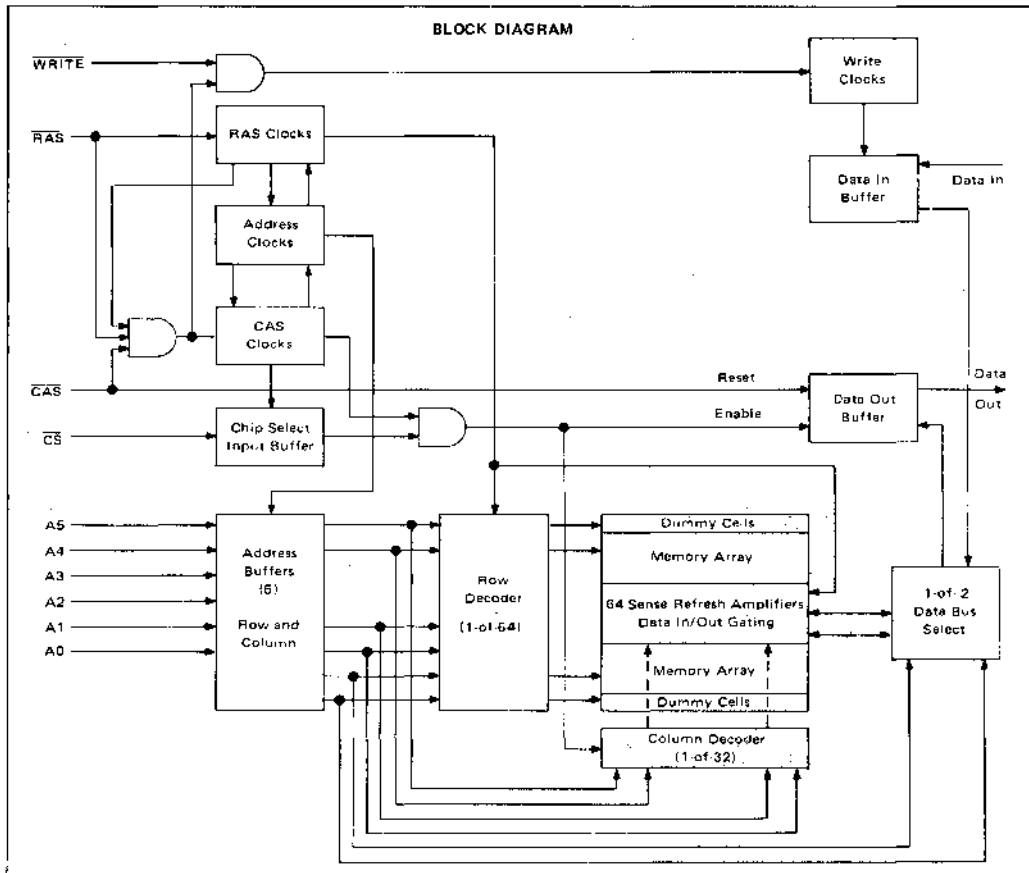 BLOCK DIAGRAM
WRITE
Write
Clocks
RAS
RAS Clocks
Data In
Buffer
Data In
Address
Clocks
CAS
Clocks
CAS
Reset
Data
Out
Data Out
Buffer
CS
Chip Select
Input Buffer
Enable
A5
A4
A3
A2
A1
A0
Address
Buffers
(6)
Row and
Column
Row
Decoder
(1-of-64)
Dummy Cells
Memory Array
64 Sense Refresh Amplifiers
Data In/Out Gating
Memory Array
Dummy Cells
1-of-2
Data Bus
Select
Column Decoder
(1-of-32)